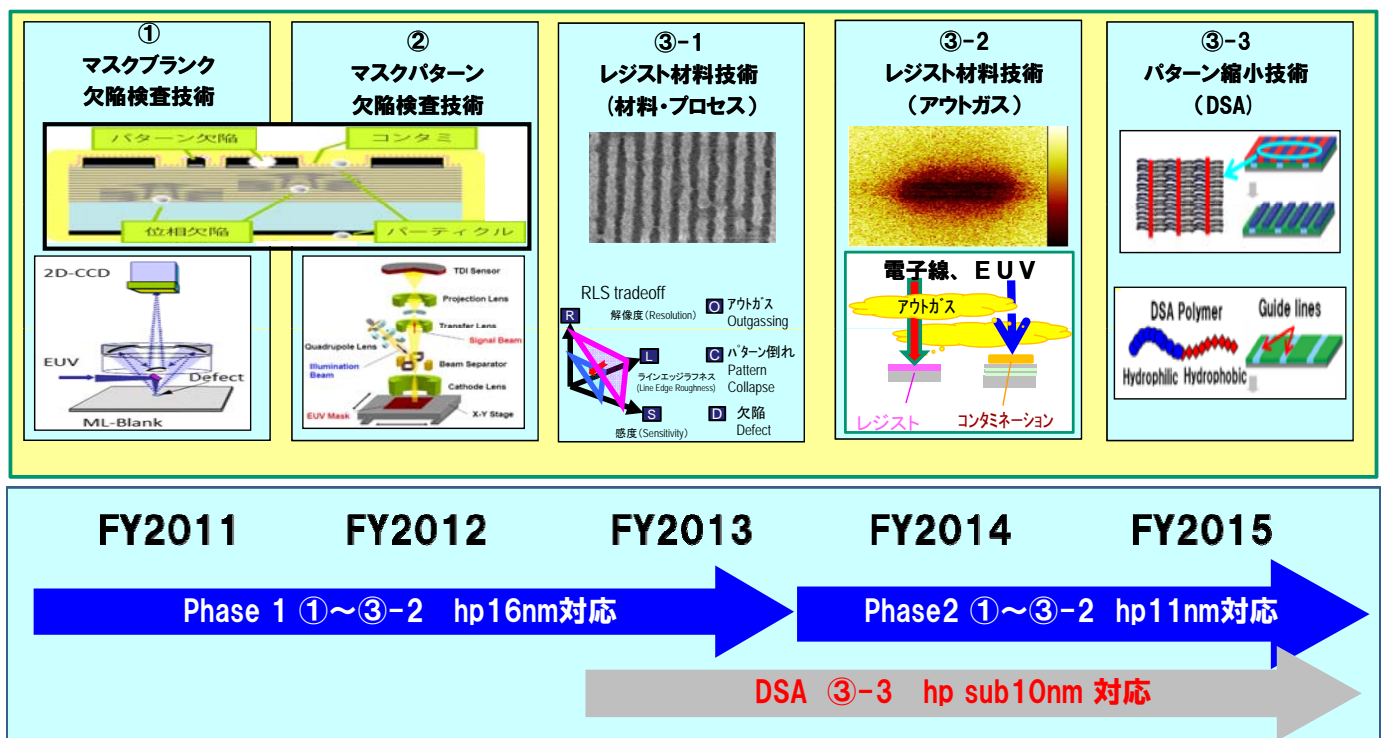 ①
マスクブランク
欠陥検査技術
②
マスクパターン
欠陥検査技術
パターン欠陥
コンタミ
位相欠陥
パーティクル
2D-CCD
EUV
Defect
ML-Blank
TDI Sensor
Projection Lens
Transfer Lens
Signal Beam
Quadrupole Lens
Illumination
Beam
Beam Separator
Cathode Lens
EUV Mask
X-Y Stage
③-1
レジスト材料技術
(材料・プロセス)
RLS tradeoff
R
解像度(Resolution)
L
ラインエッジラフネス
(Line Edge Roughness)
S
感度(Sensitivity)
O アウトガス
Outgassing
C パターン倒れ
Pattern
Collapse
D 欠陥
Defect
③-2
レジスト材料技術
(アウトガス)
電子線、EUV
アウトガス
レジスト
コンタミネーション
③-3
パターン縮小技術
(DSA)
DSA Polymer
Hydrophilic
Hydrophobic
Guide lines
FY2011 FY2012 FY2013 FY2014 FY2015
Phase 1 ①～③-2 hp16nm対応
Phase2 ①～③-2 hp11nm対応
DSA ③-3 hp sub10nm 対応